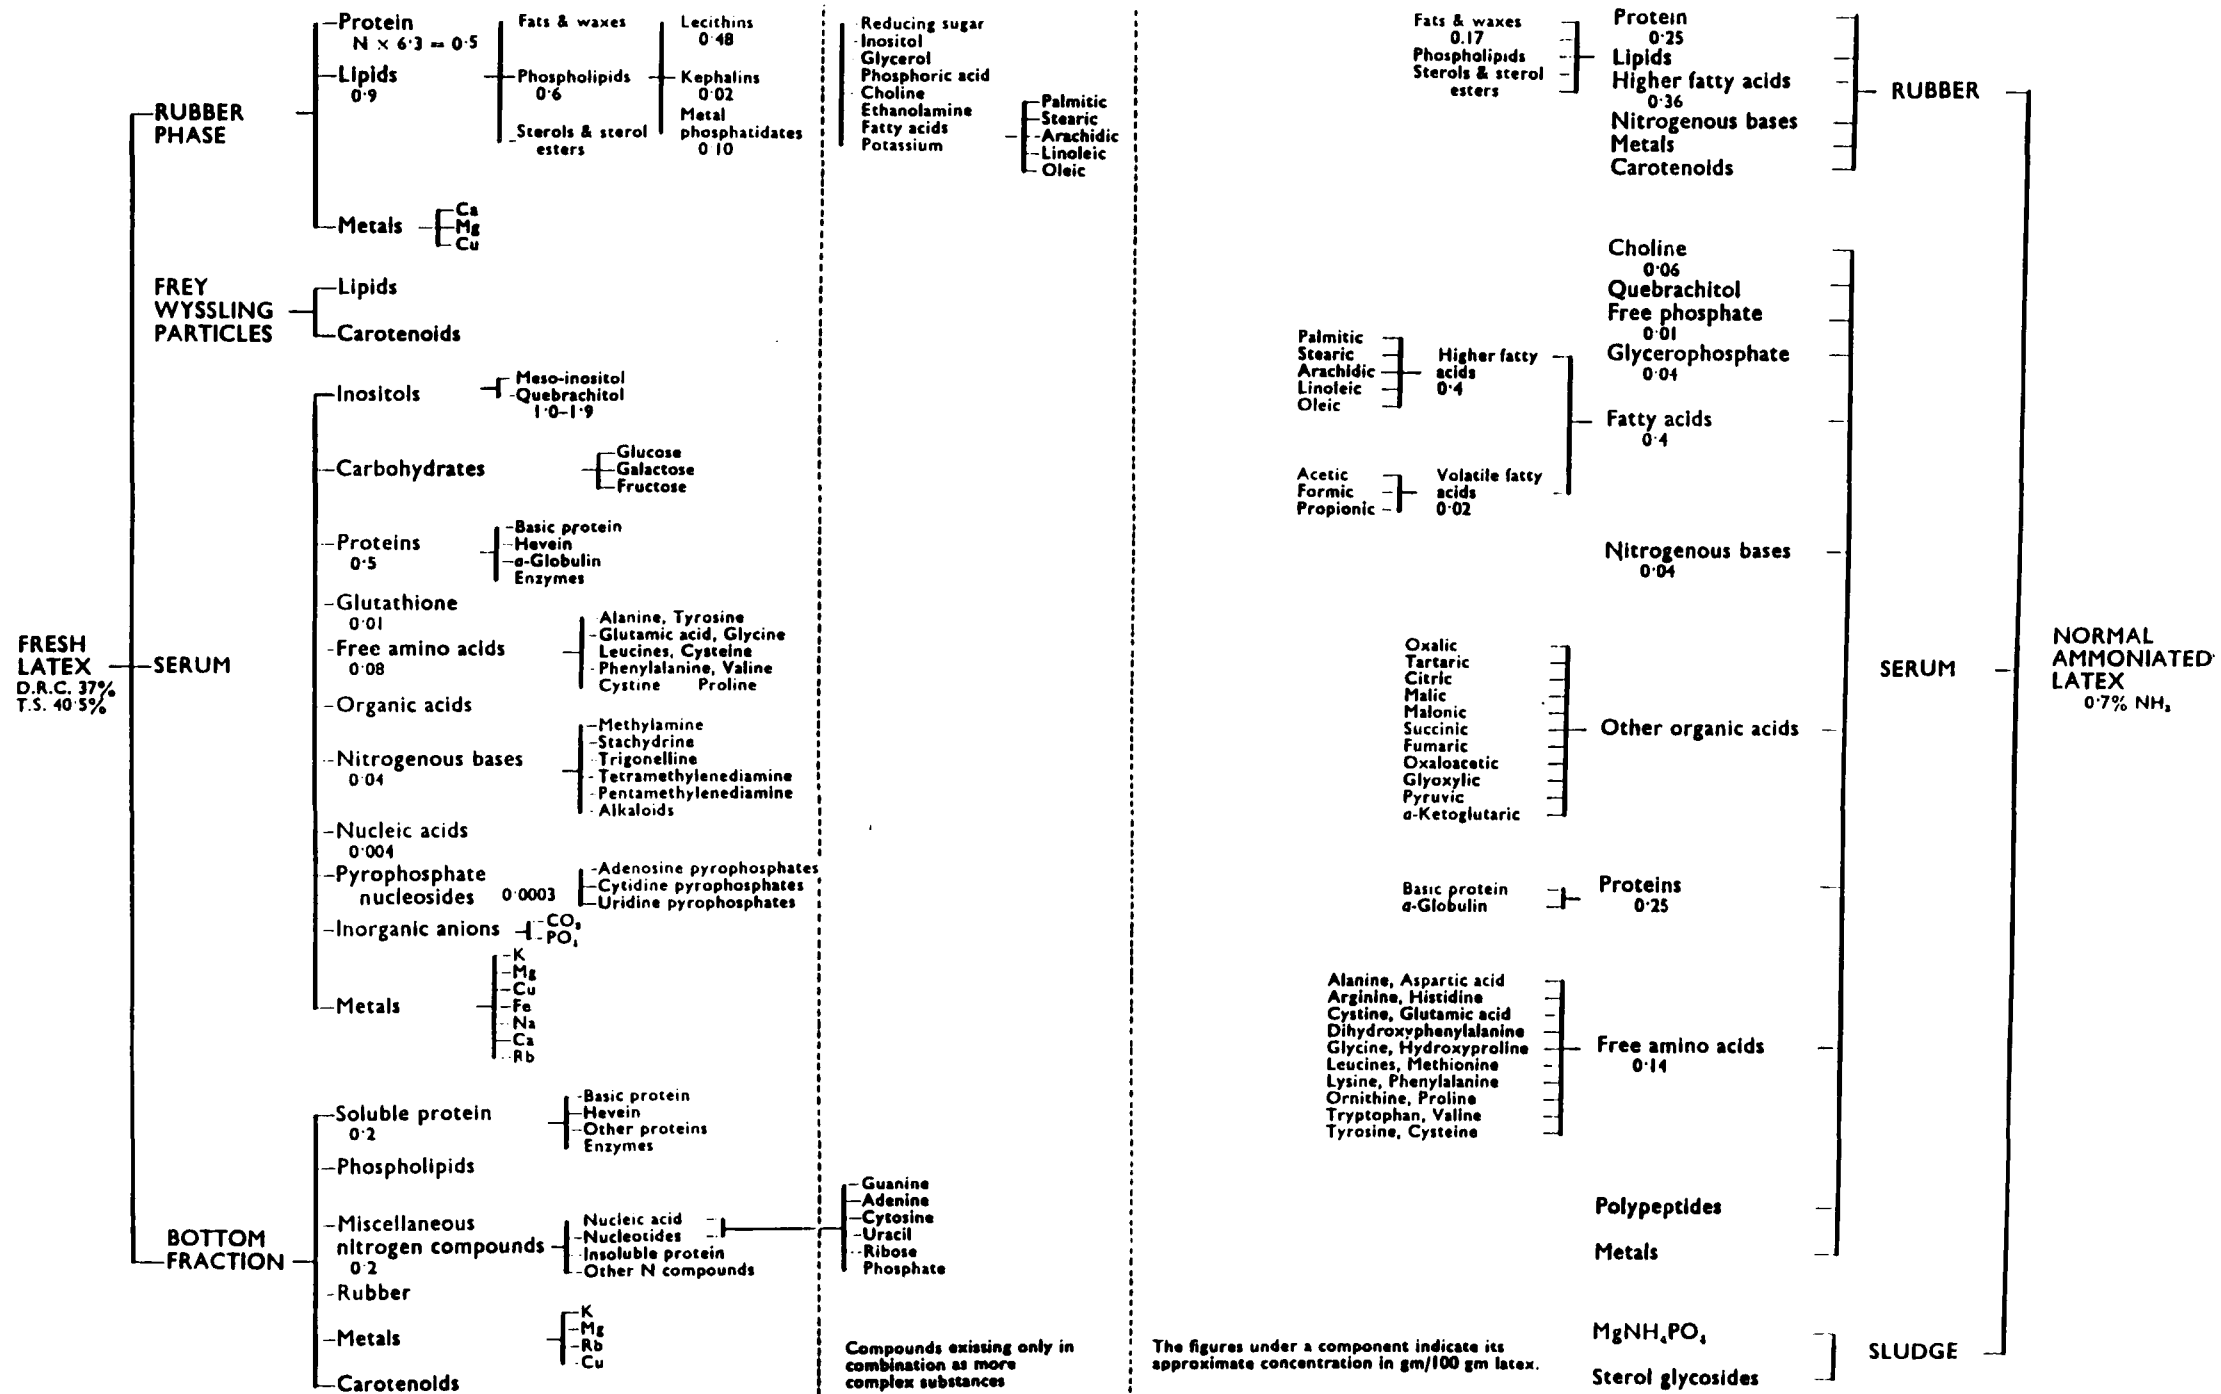 FRESH
LATEX
D.R.C. 37%
T.S. 40·5%
RUBBER
PHASE
Protein
N × 6·3 = 0·5
Lipids
0·9
Fats & waxes
Phospholipids
0·6
Sterols & sterol
esters
Lecithins
0·48
Kephalins
0·02
Metal
phosphatidates
0·10
Reducing sugar
Inositol
Glycerol
Phosphoric acid
Choline
Ethanolamine
Fatty acids
Potassium
Palmitic
Stearic
Arachidic
Linoleic
Oleic
Metals
Ca
Mg
Cu
FREY
WYSSLING
PARTICLES
Lipids
Carotenoids
SERUM
Inositols
Meso-inositol
Quebrachitol
1·0–1·9
Carbohydrates
Glucose
Galactose
Fructose
Proteins
0·5
Basic protein
Hevein
α-Globulin
Enzymes
Glutathione
0·01
Free amino acids
0·08
Alanine, Tyrosine
Glutamic acid, Glycine
Leucines, Cysteine
Phenylalanine, Valine
Cystine Proline
Organic acids
Nitrogenous bases
0·04
Methylamine
Stachydrine
Trigonelline
Tetramethylenediamine
Pentamethylenediamine
Alkaloids
Nucleic acids
0·004
Pyrophosphate
nucleosides 0·0003
Adenosine pyrophosphates
Cytidine pyrophosphates
Uridine pyrophosphates
Inorganic anions
CO₃
PO₄
Metals
K
Mg
Cu
Fe
Na
Ca
Rb
BOTTOM
FRACTION
Soluble protein
0·2
Basic protein
Hevein
Other proteins
Enzymes
Phospholipids
Miscellaneous
nitrogen compounds
0·2
Nucleic acid
Nucleotides
Insoluble protein
Other N compounds
Guanine
Adenine
Cytosine
Uracil
Ribose
Phosphate
Rubber
Metals
K
Mg
Rb
Cu
Carotenoids
Compounds existing only in
combination as more
complex substances
The figures under a component indicate its
approximate concentration in gm/100 gm latex.
Fats & waxes
0.17
Phospholipids
Sterols & sterol
esters
Protein
0·25
Lipids
Higher fatty acids
0·36
Nitrogenous bases
Metals
Carotenoids
RUBBER
Choline
0·06
Quebrachitol
Free phosphate
0·01
Glycerophosphate
0·04
Palmitic
Stearic
Arachidic
Linoleic
Oleic
Higher fatty
acids
0·4
Fatty acids
0·4
Acetic
Formic
Propionic
Volatile fatty
acids
0·02
Nitrogenous bases
0·04
Oxalic
Tartaric
Citric
Malic
Malonic
Succinic
Fumaric
Oxaloacetic
Glyoxylic
Pyruvic
α-Ketoglutaric
Other organic acids
SERUM
Basic protein
α-Globulin
Proteins
0·25
Alanine, Aspartic acid
Arginine, Histidine
Cystine, Glutamic acid
Dihydroxyphenylalanine
Glycine, Hydroxyproline
Leucines, Methionine
Lysine, Phenylalanine
Ornithine, Proline
Tryptophan, Valine
Tyrosine, Cysteine
Free amino acids
0·14
Polypeptides
Metals
MgNH₄PO₄
Sterol glycosides
SLUDGE
NORMAL
AMMONIATED
LATEX
0·7% NH₃